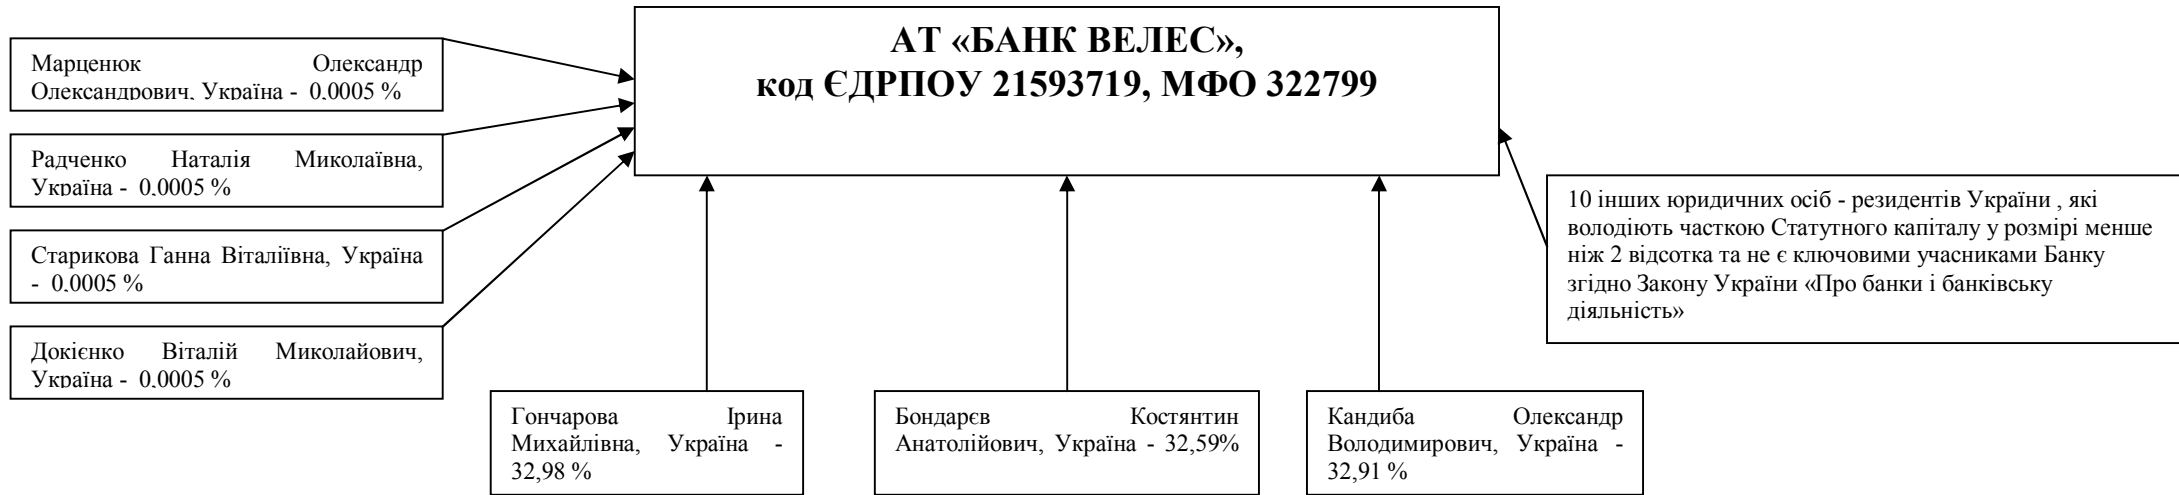 АТ «БАНК ВЕЛЕС»,
код ЄДРПОУ 21593719, МФО 322799
Марценюк Олександр
Олександрович, Україна - 0,0005 %
Радченко Наталія Миколаївна,
Україна - 0,0005 %
Старикова Ганна Віталіївна, Україна
- 0,0005 %
Докієнко Віталій Миколайович,
Україна - 0,0005 %
10 інших юридичних осіб - резидентів України , які
володіють часткою Статутного капіталу у розмірі менше
ніж 2 відсотка та не є ключовими учасниками Банку
згідно Закону України «Про банки і банківську
діяльність»
Гончарова Ірина
Михайлівна, Україна -
32,98 %
Бондарєв Костянтин
Анатолійович, Україна - 32,59%
Кандиба Олександр
Володимирович, Україна -
32,91 %